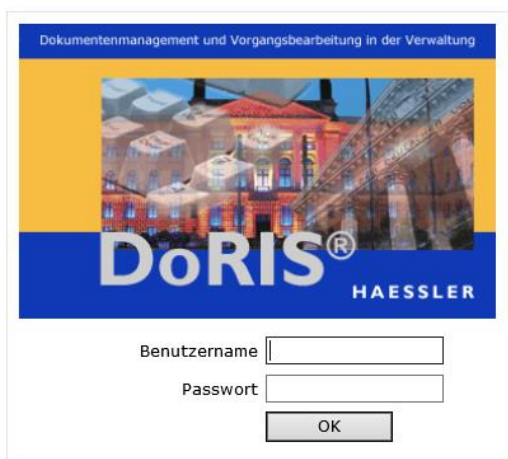 Dokumentenmanagement und Vorgangsbearbeitung in der Verwaltung
DoRIS®
HAESSLER
Benutzername
Passwort
OK